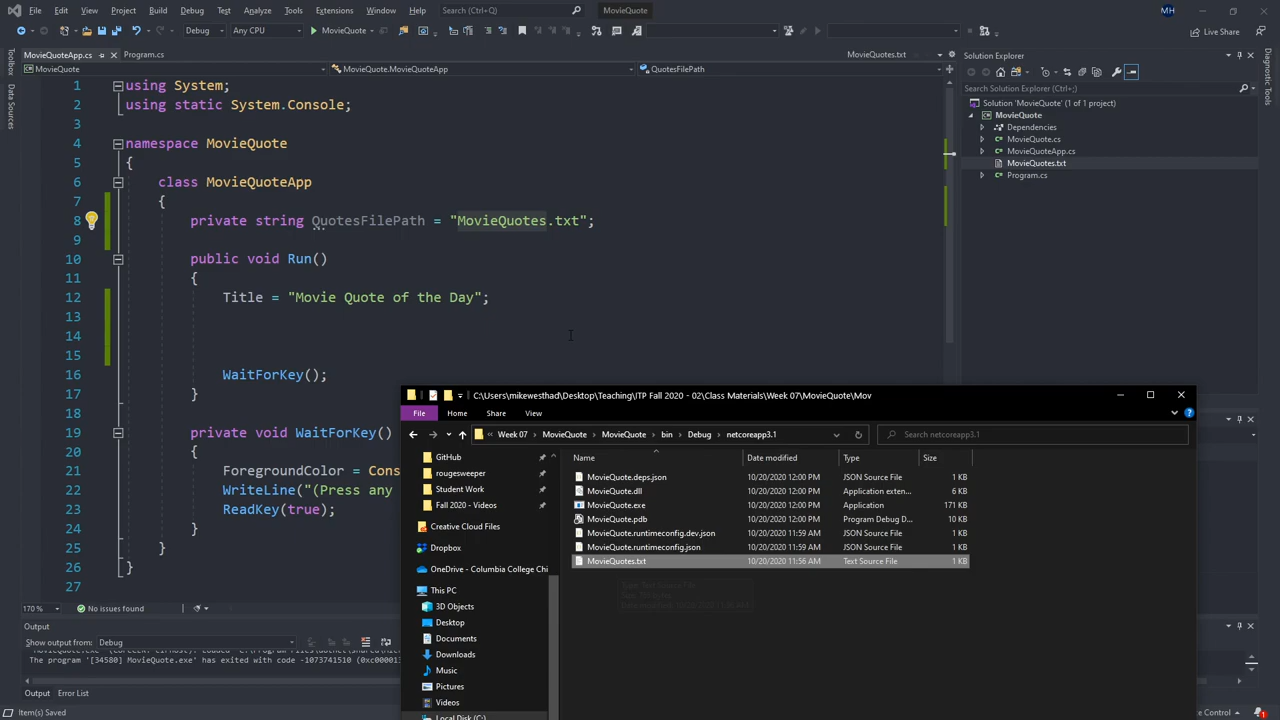 File Edit View Project Build Debug Test Analyze Tools Extensions Window Help Search (Ctrl+Q) MovieQuote MH
Debug Any CPU MovieQuote Live Share
Toolbox
Data Sources
MovieQuoteApp.cs Program.cs MovieQuotes.txt
MovieQuote MovieQuote.MovieQuoteApp QuotesFilePath
1 using System;
2 using static System.Console;
3
4 namespace MovieQuote
5 {
6 class MovieQuoteApp
7 {
8 private string QuotesFilePath = "MovieQuotes.txt";
9
10 public void Run()
11 {
12 Title = "Movie Quote of the Day";
13
14
15
16 WaitForKey();
17 }
18
19 private void WaitForKey()
20 {
21 ForegroundColor = Cons
22 WriteLine("(Press any
23 ReadKey(true);
24 }
25 }
26 }
27
170 % No issues found
Output
Show output from: Debug
The program '[34580] MovieQuote.exe' has exited with code -1073741510 (0xc000013
Output Error List
Item(s) Saved
Solution Explorer
Search Solution Explorer (Ctrl+;)
Solution 'MovieQuote' (1 of 1 project)
MovieQuote
Dependencies
MovieQuote.cs
MovieQuoteApp.cs
MovieQuotes.txt
Program.cs
Diagnostic Tools
C:\Users\mikewesthad\Desktop\Teaching\ITP Fall 2020 - 02\Class Materials\Week 07\MovieQuote\Mov
File Home Share View
Week 07 MovieQuote MovieQuote bin Debug netcoreapp3.1 Search netcoreapp3.1
GitHub
rougesweeper
Student Work
Fall 2020 - Videos
Creative Cloud Files
Dropbox
OneDrive - Columbia College Chi
This PC
3D Objects
Desktop
Documents
Downloads
Music
Pictures
Videos
Local Disk (C:)
Name Date modified Type Size
MovieQuote.deps.json 10/20/2020 12:00 PM JSON Source File 1 KB
MovieQuote.dll 10/20/2020 12:00 PM Application exten... 6 KB
MovieQuote.exe 10/20/2020 12:00 PM Application 171 KB
MovieQuote.pdb 10/20/2020 12:00 PM Program Debug D... 10 KB
MovieQuote.runtimeconfig.dev.json 10/20/2020 11:59 AM JSON Source File 1 KB
MovieQuote.runtimeconfig.json 10/20/2020 11:59 AM JSON Source File 1 KB
MovieQuotes.txt 10/20/2020 11:56 AM Text Source File 1 KB